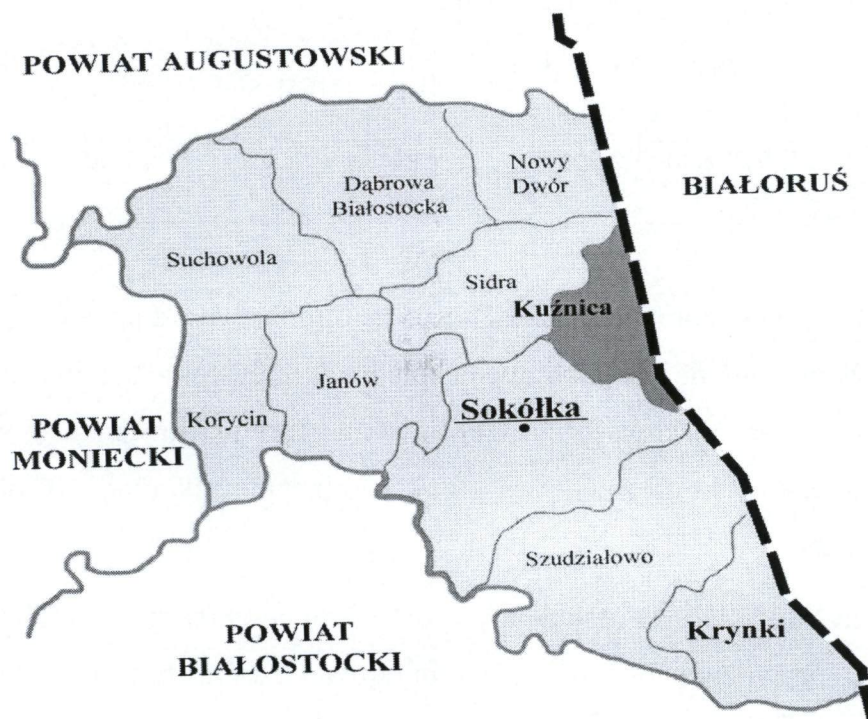 POWIAT AUGUSTOWSKI
Nowy
Dwór
BIAŁORUŚ
Dąbrowa
Białostocka
Suchowola
Sidra
Kuźnica
Janów
Korycin
Sokółka
POWIAT
MONIECKI
Szudziałowo
POWIAT
BIAŁOSTOCKI
Krynki